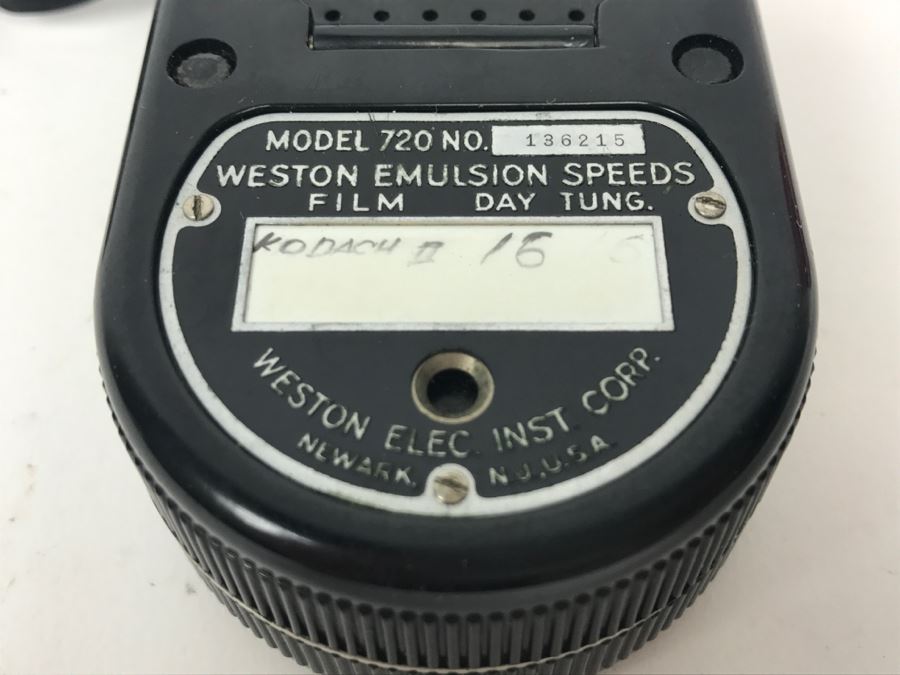 MODEL 720 NO. 136215
WESTON EMULSION SPEEDS
FILM DAY TUNG.
KODACH II 16
WESTON ELEC. INST. CORP.
NEWARK, N.J., U.S.A.